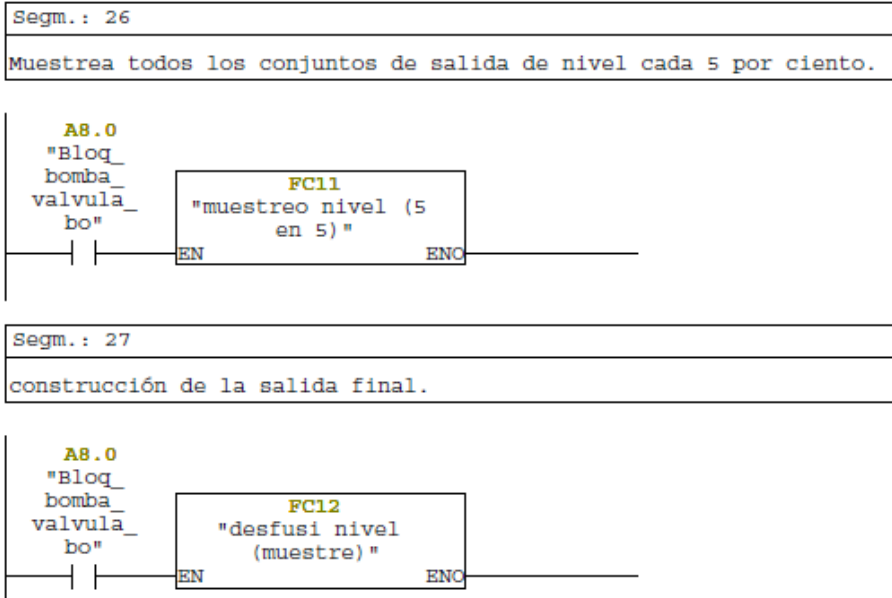 Segm.: 26
Muestrea todos los conjuntos de salida de nivel cada 5 por ciento.
A8.0
"Bloq_
bomba_
valvula_
bo"
FC11
"muestreo nivel (5
en 5)"
EN
ENO
Segm.: 27
construcción de la salida final.
A8.0
"Bloq_
bomba_
valvula_
bo"
FC12
"desfusi nivel
(muestre)"
EN
ENO